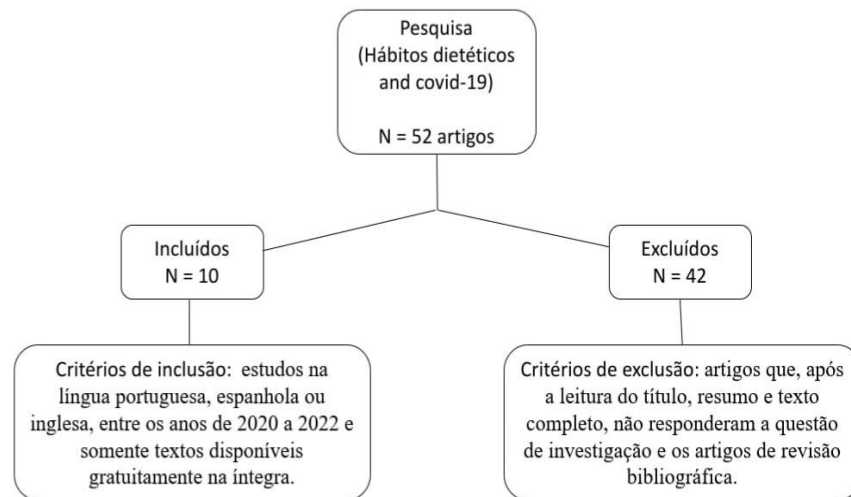 Pesquisa
(Hábitos dietéticos
and covid-19)
N = 52 artigos
Incluídos
N = 10
Excluídos
N = 42
Critérios de inclusão: estudos na
língua portuguesa, espanhola ou
inglesa, entre os anos de 2020 a 2022 e
somente textos disponíveis
gratuitamente na íntegra.
Critérios de exclusão: artigos que, após
a leitura do título, resumo e texto
completo, não responderam a questão
de investigação e os artigos de revisão
bibliográfica.